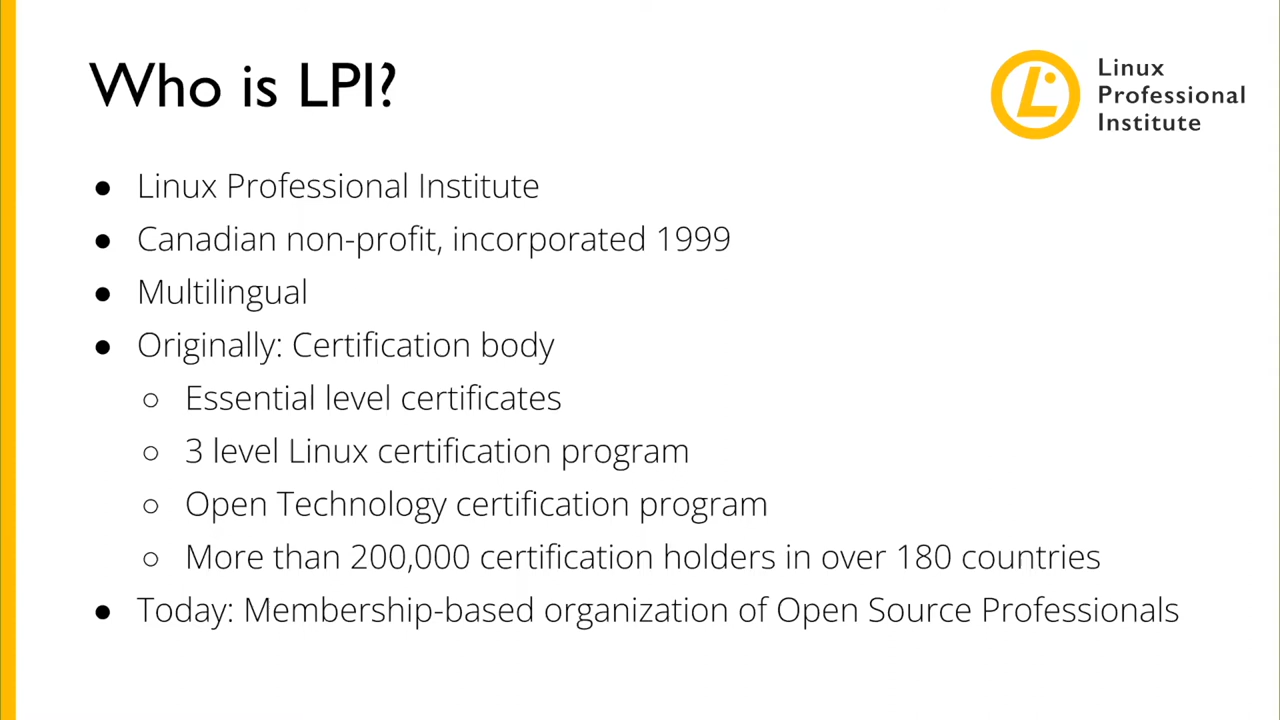 Who is LPI?
Linux
Professional
Institute
● Linux Professional Institute
● Canadian non-profit, incorporated 1999
● Multilingual
● Originally: Certification body
○ Essential level certificates
○ 3 level Linux certification program
○ Open Technology certification program
○ More than 200,000 certification holders in over 180 countries
● Today: Membership-based organization of Open Source Professionals